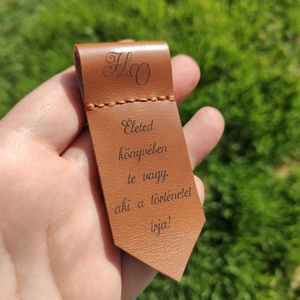 HO
Életed
könyvében
te vagy,
aki a történetet
írja!